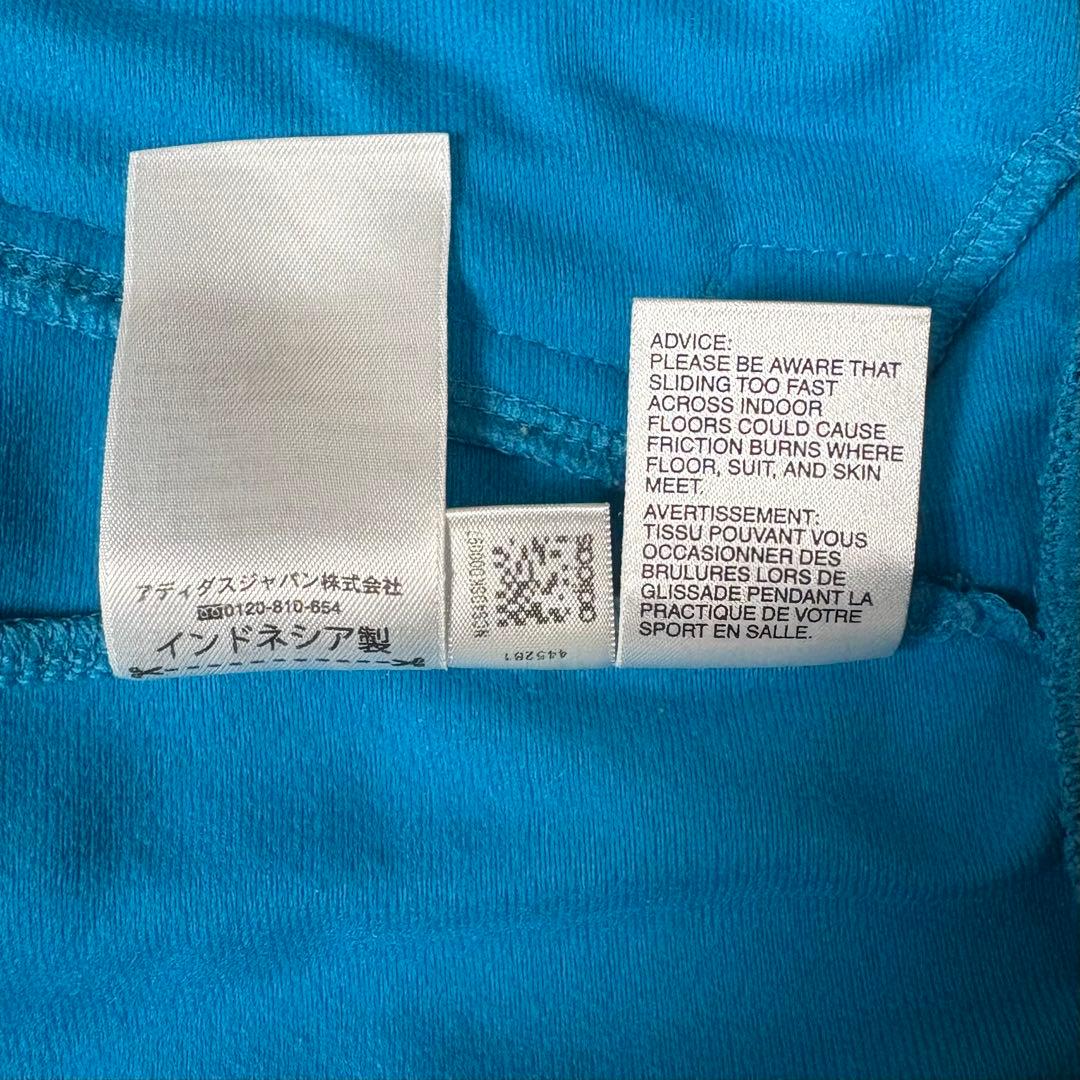 アディダスジャパン株式会社
0120-810-654
インドネシア製
adidas
445281
ADVICE:
PLEASE BE AWARE THAT
SLIDING TOO FAST
ACROSS INDOOR
FLOORS COULD CAUSE
FRICTION BURNS WHERE
FLOOR, SUIT, AND SKIN
MEET.
AVERTISSEMENT:
TISSU POUVANT VOUS
OCCASIONNER DES
BRULURES LORS DE
GLISSADE PENDANT LA
PRACTIQUE DE VOTRE
SPORT EN SALLE.